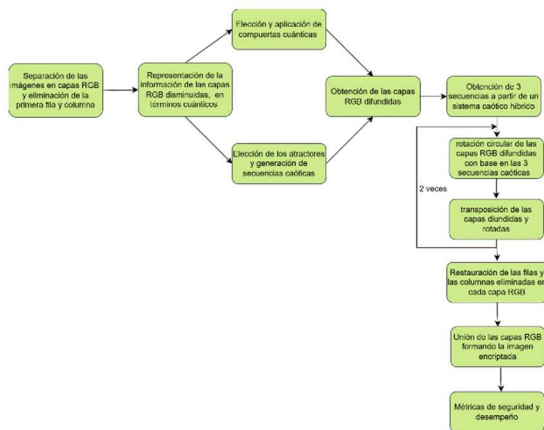 Elección y aplicación de
compuertas cuánticas
Separación de las
imágenes en capas RGB
y eliminación de la
primera fila y columna
Representación de la
información de las capas
RGB disminuidas, en
términos cuánticos
Obtención de las capas
RGB difundidas
Obtención de 3
secuencias a partir de un
sistema caótico híbrico
Elección de los atractores
y generación de
secuencias caóticas
rotación circular de las
capas RGB difundidas
con base en las 3
secuencias caóticas
2 veces
transposición de las
capas diundidas y
rotadas
Restauración de las filas y
las columnas eliminadas en
cada capa RGB
Unión de las capas RGB
formando la imagen
encriptada
Métricas de seguridad y
desempeño